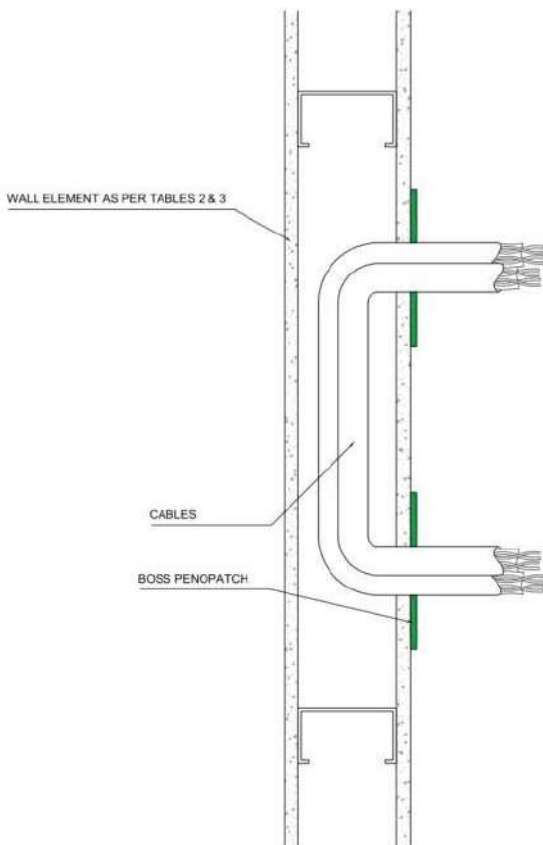 WALL ELEMENT AS PER TABLES 2 & 3
CABLES
BOSS PENOPATCH